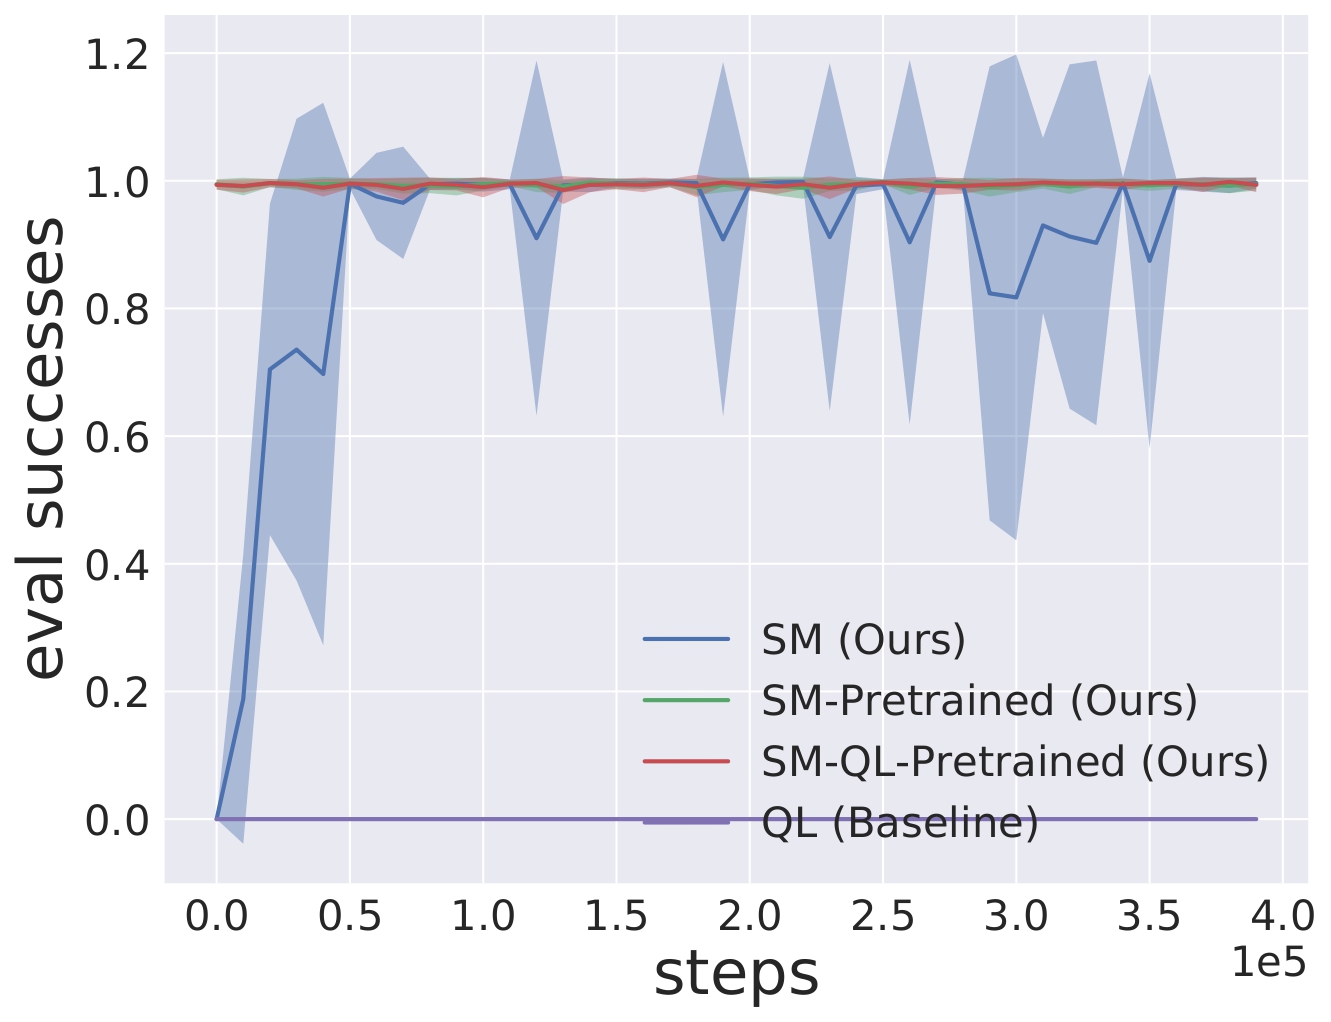 1.2
1.0
0.8
0.6
0.4
0.2
0.0
eval successes
SM (Ours)
SM-Pretrained (Ours)
SM-QL-Pretrained (Ours)
QL (Baseline)
0.0 0.5 1.0 1.5 2.0 2.5 3.0 3.5 4.0
1e5
steps